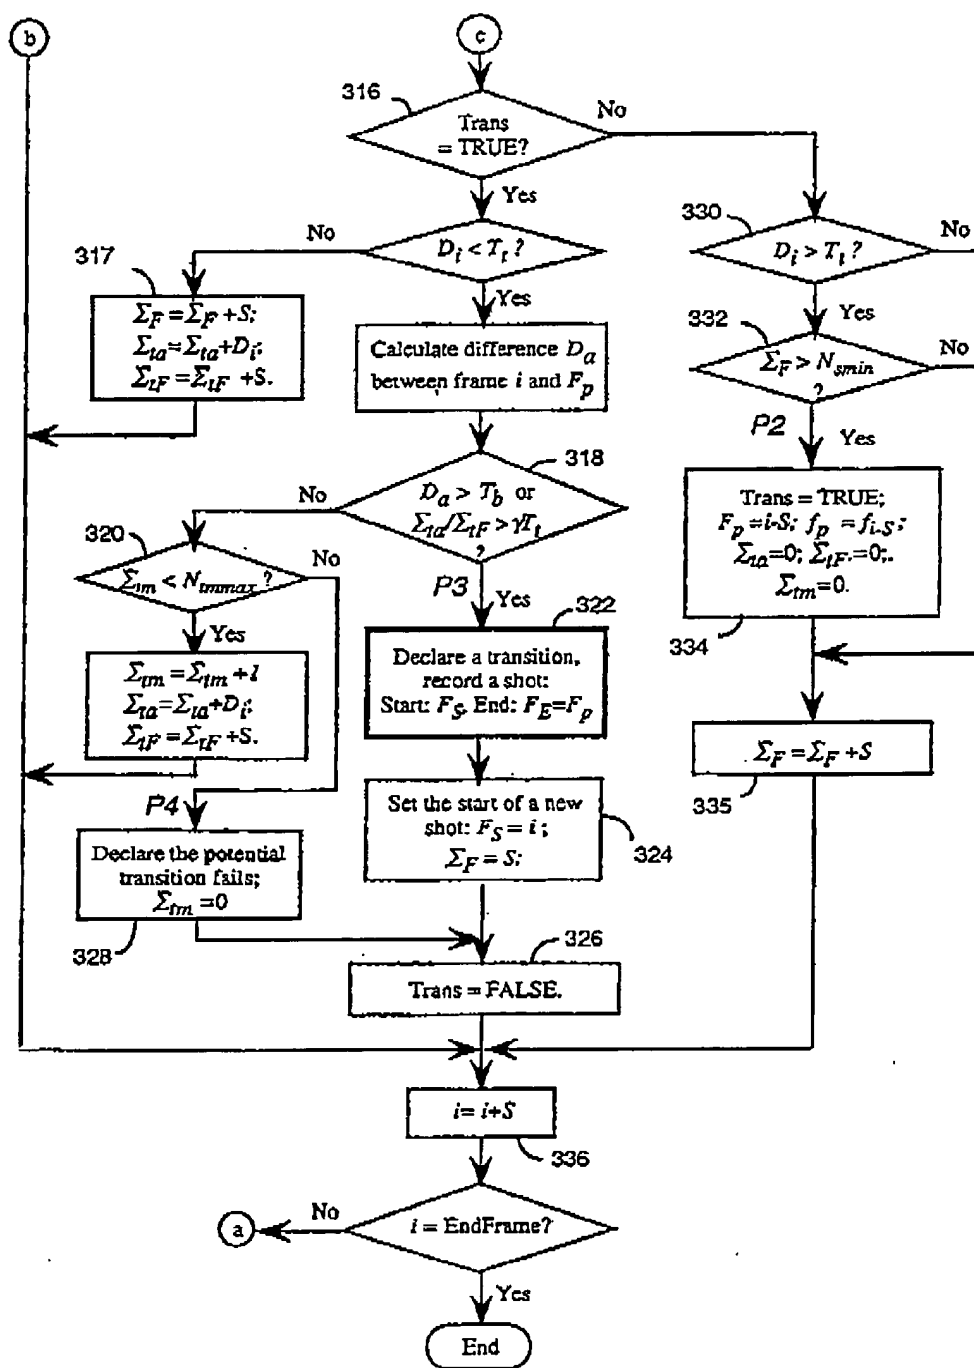 b
c
316
Trans
= TRUE?
No
Yes
330
D_i < T_t ?
No
317
D_i > T_t ?
No
Σ_F = Σ_F + S;
Σ_ta = Σ_ta + D_i;
Σ_tF = Σ_tF + S.
Yes
Calculate difference D_a
between frame i and F_p
332
Yes
Σ_F > N_smin
?
No
P2
Yes
318
D_a > T_b or
Σ_ta/Σ_tF > γT_t
?
No
320
Σ_tm < N_tmmax ?
No
P3
Yes
322
Trans = TRUE;
F_p = i-S; f_p = f_i-S;
Σ_ta=0; Σ_tF=0;.
Σ_tm=0.
334
Yes
Σ_tm = Σ_tm + 1
Σ_ta = Σ_ta + D_i;
Σ_tF = Σ_tF + S.
Declare a transition,
record a shot:
Start: F_S. End: F_E=F_p
Σ_F = Σ_F + S
335
P4
Set the start of a new
shot: F_S = i ;
Σ_F = S;
324
Declare the potential
transition fails;
Σ_tm = 0
328
326
Trans = FALSE.
i = i+S
336
i = EndFrame?
No
a
Yes
End